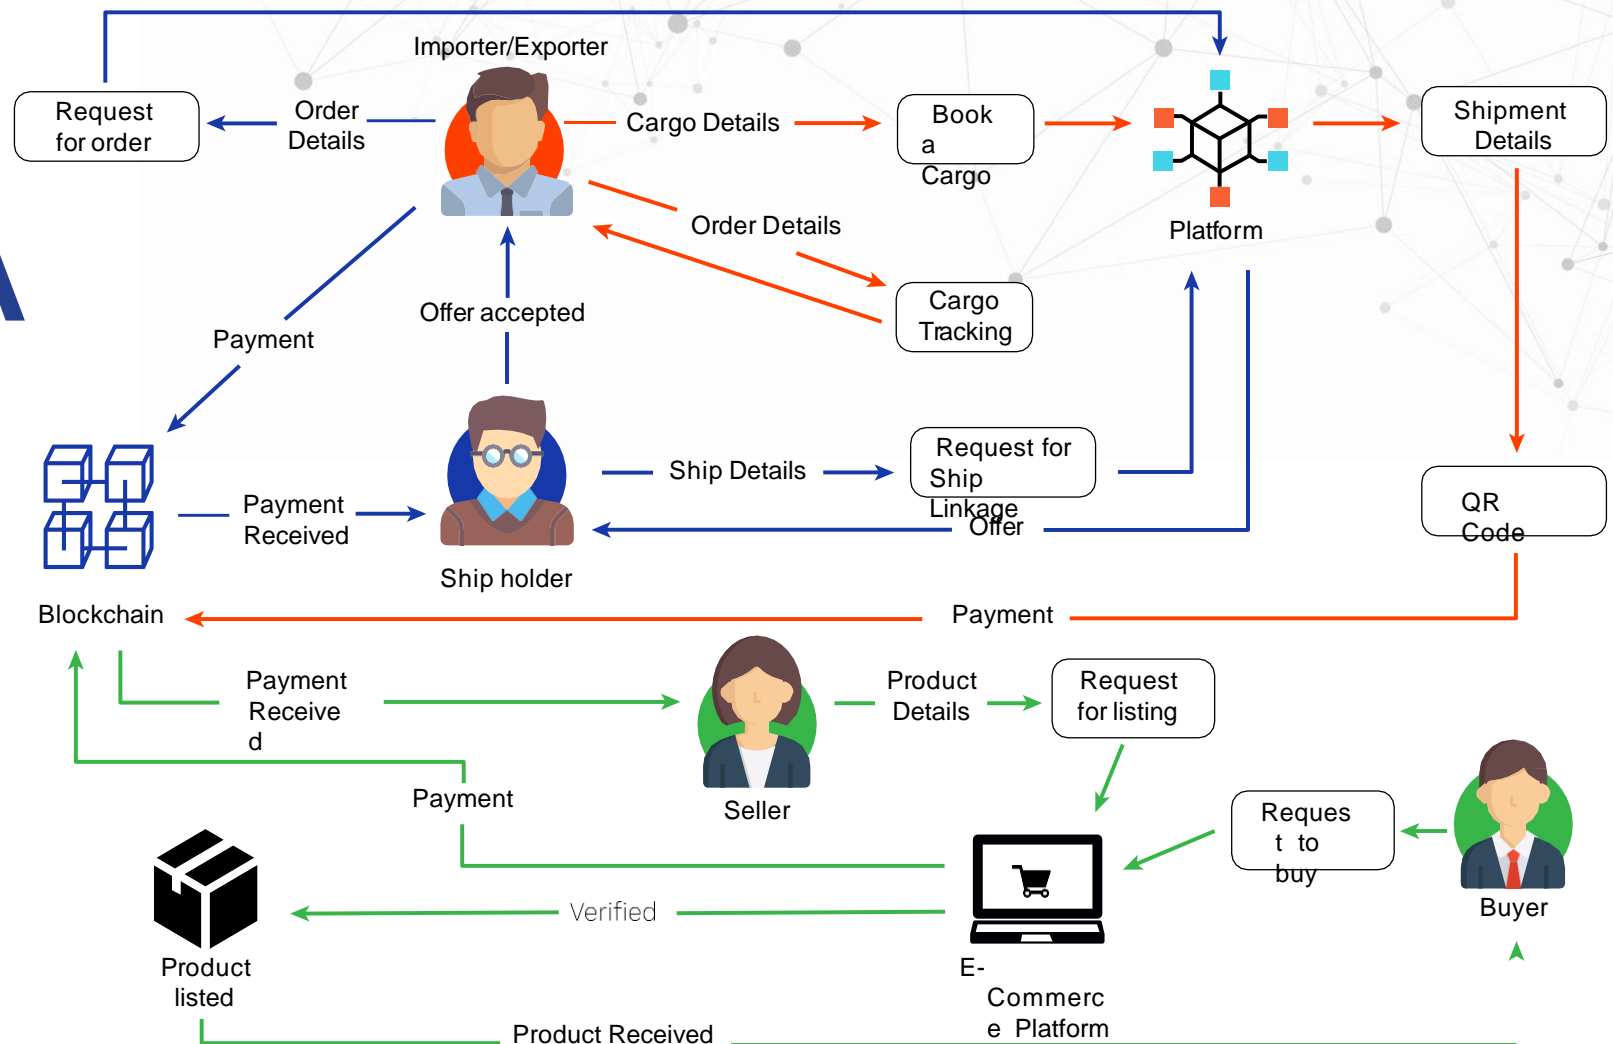 Importer/Exporter
Request
for order
Order
Details
Cargo Details
Book
a
Cargo
Shipment
Details
Order Details
Platform
Cargo
Tracking
Offer accepted
Payment
Ship Details
Request for
Ship
Linkage
Offer
QR
Code
Payment
Received
Ship holder
Blockchain
Payment
Payment
Receive
d
Product
Details
Request
for listing
Payment
Seller
Reques
t to
buy
Verified
Buyer
Product
listed
E-
Commerc
e Platform
Product Received